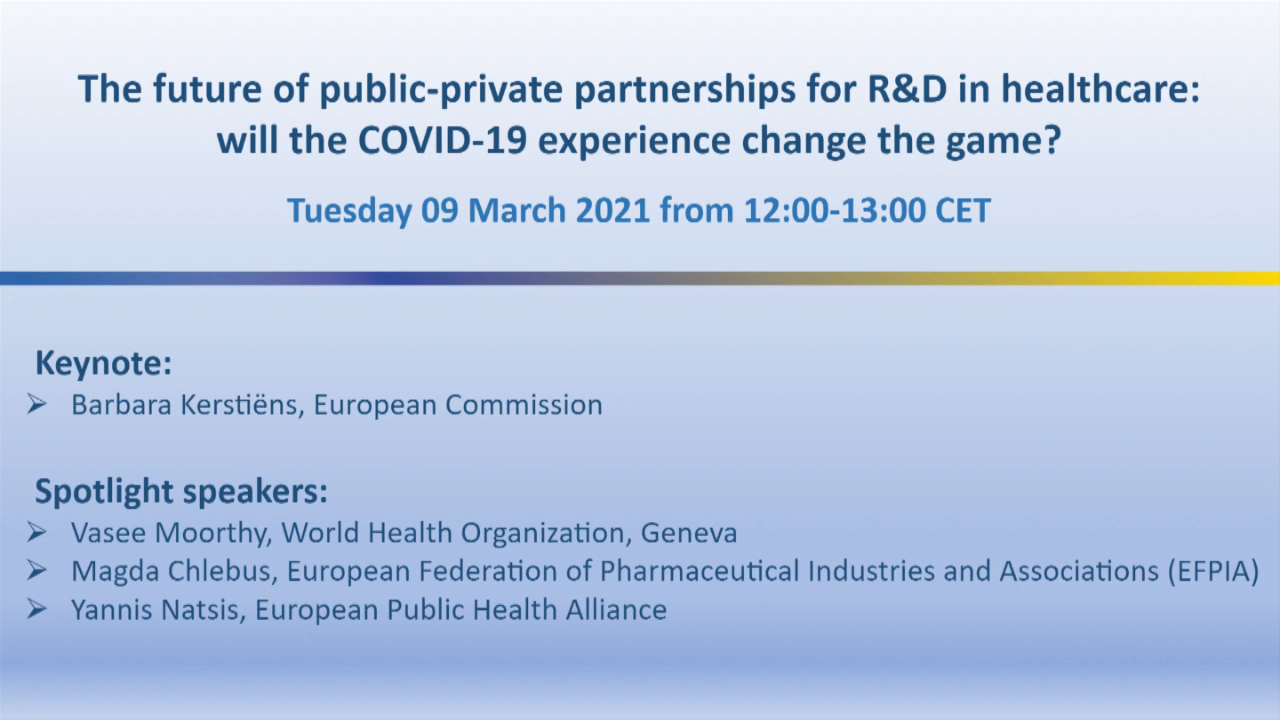 The future of public-private partnerships for R&D in healthcare:
will the COVID-19 experience change the game?
Tuesday 09 March 2021 from 12:00-13:00 CET
Keynote:
➢ Barbara Kerstiëns, European Commission
Spotlight speakers:
➢ Vasee Moorthy, World Health Organization, Geneva
➢ Magda Chlebus, European Federation of Pharmaceutical Industries and Associations (EFPIA)
➢ Yannis Natsis, European Public Health Alliance